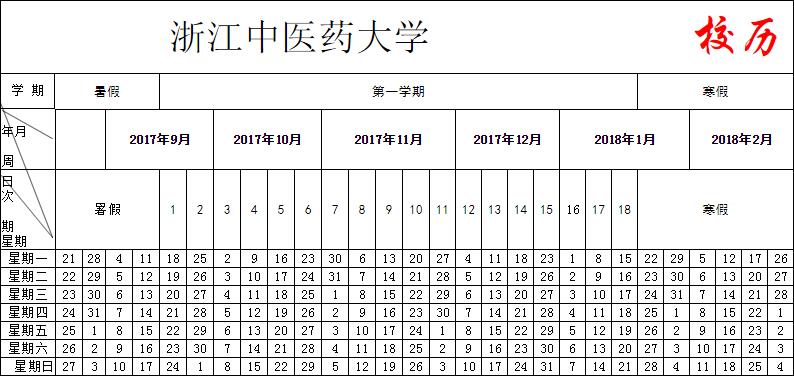 浙江中医药大学 校历
学 期 暑假 第一学期 寒假
年月 2017年9月 2017年10月 2017年11月 2017年12月 2018年1月 2018年2月
周
日
次 暑假 1 2 3 4 5 6 7 8 9 10 11 12 13 14 15 16 17 18 寒假
期
星期
星期一 21 28 4 11 18 25 2 9 16 23 30 6 13 20 27 4 11 18 23 1 8 15 22 29 5 12 17 26
星期二 22 29 5 12 19 26 3 10 17 24 31 7 14 21 28 5 12 19 26 2 9 16 23 30 6 13 20 27
星期三 23 30 6 13 20 27 4 11 18 25 1 8 15 22 29 6 13 20 27 3 10 17 24 31 7 14 21 28
星期四 24 31 7 14 21 28 5 12 19 26 2 9 16 23 30 7 14 21 28 4 11 18 25 1 8 15 22 1
星期五 25 1 8 15 22 29 6 13 20 27 3 10 17 24 1 8 15 22 29 5 12 19 26 2 9 16 23 2
星期六 26 2 9 16 23 30 7 14 21 28 4 11 18 25 2 9 16 23 30 6 13 20 27 3 10 17 24 3
星期日 27 3 10 17 24 1 8 15 22 29 5 12 19 26 3 10 17 24 31 7 14 21 28 4 11 18 25 4